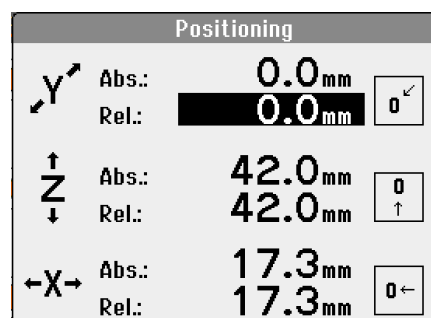 Positioning
Y Abs.: 0.0mm
Rel.: 0.0mm 0
Z Abs.: 42.0mm
Rel.: 42.0mm 0
X Abs.: 17.3mm
Rel.: 17.3mm 0